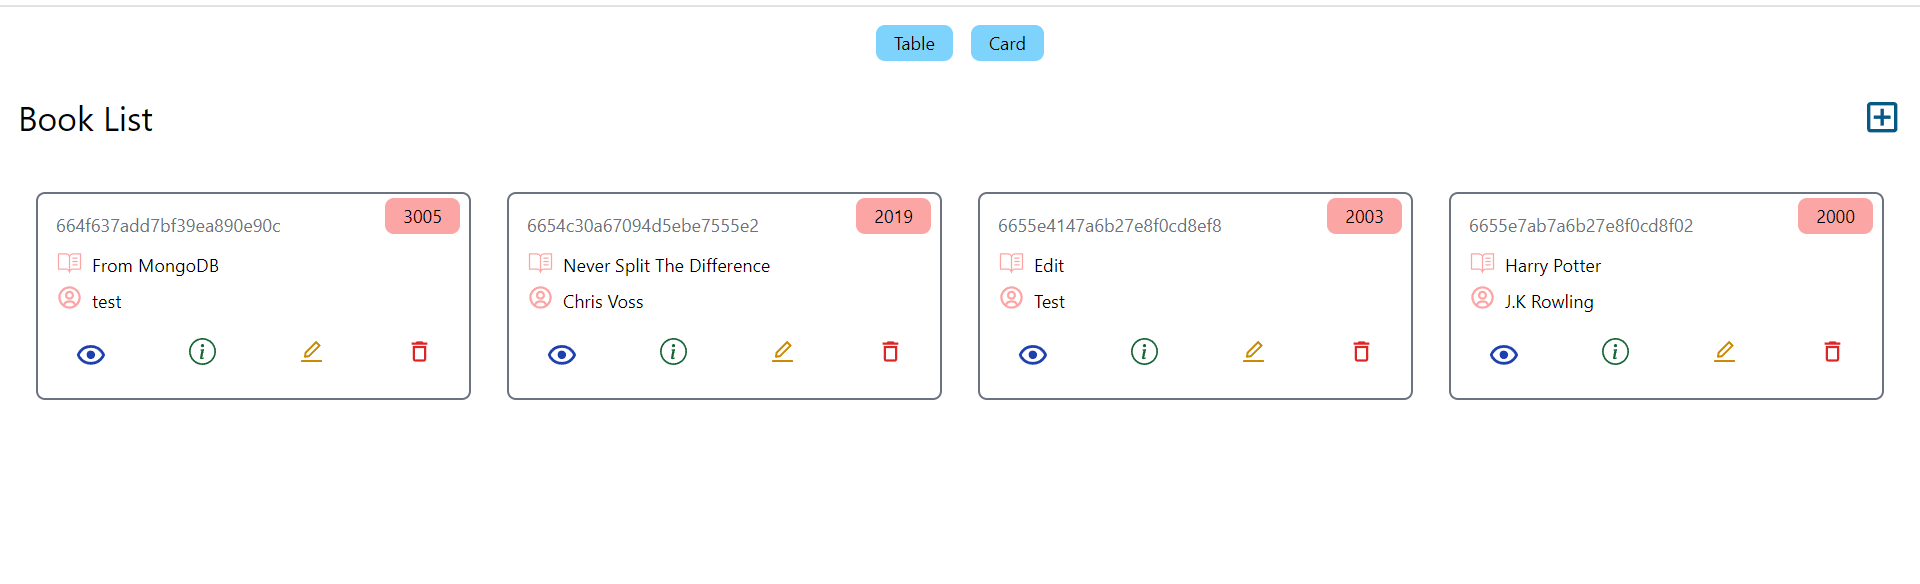 Table
Card
Book List
3005
664f637add7bf39ea890e90c
From MongoDB
test
2019
6654c30a67094d5ebe7555e2
Never Split The Difference
Chris Voss
2003
6655e4147a6b27e8f0cd8ef8
Edit
Test
2000
6655e7ab7a6b27e8f0cd8f02
Harry Potter
J.K Rowling